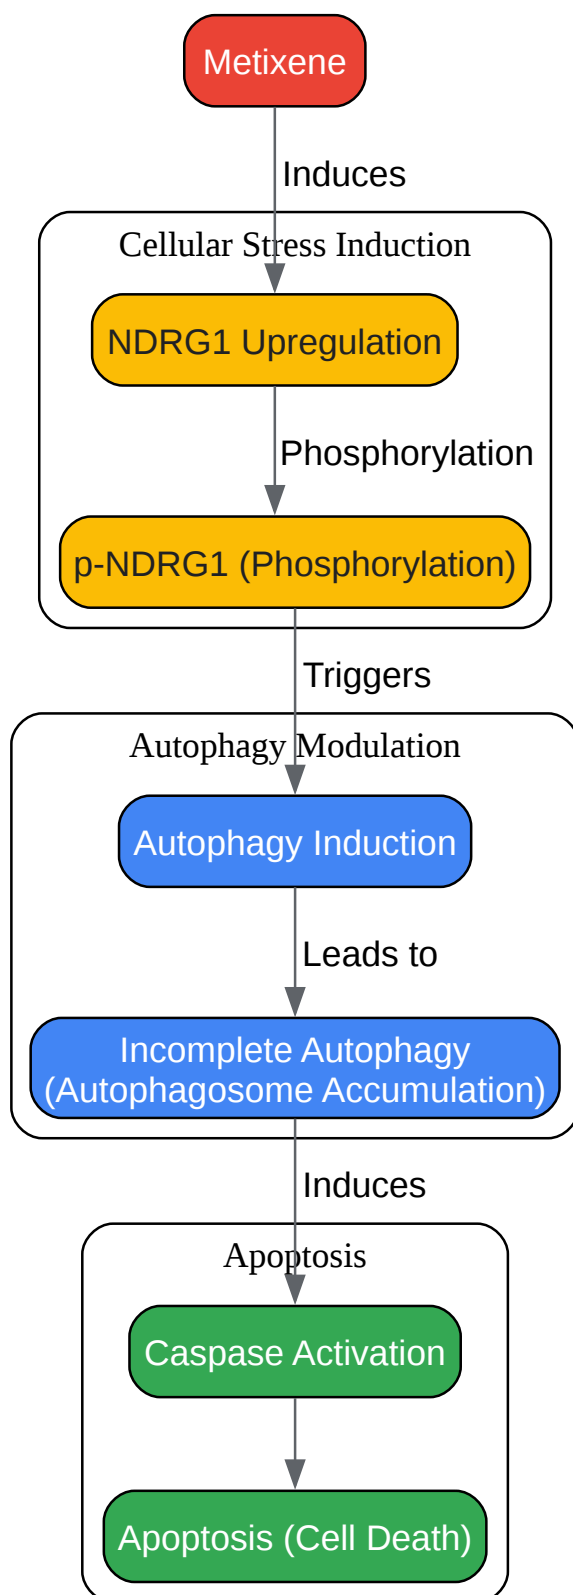 Metixene
Induces
Cellular Stress Induction
NDRG1 Upregulation
Phosphorylation
p-NDRG1 (Phosphorylation)
Triggers
Autophagy Modulation
Autophagy Induction
Leads to
Incomplete Autophagy
(Autophagosome Accumulation)
Induces
Apoptosis
Caspase Activation
Apoptosis (Cell Death)